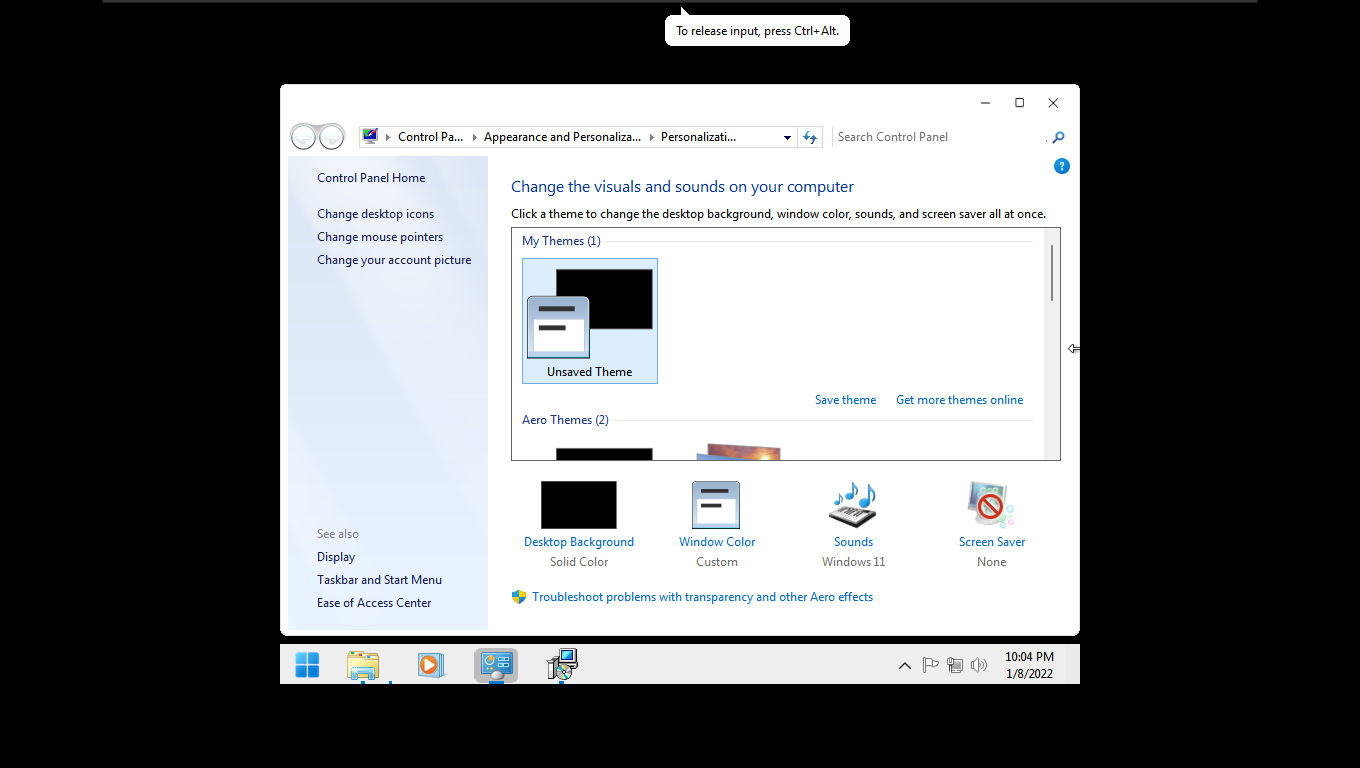 To release input, press Ctrl+Alt.
Control Pa... Appearance and Personaliza... Personalizati... Search Control Panel
Control Panel Home
Change desktop icons
Change mouse pointers
Change your account picture
See also
Display
Taskbar and Start Menu
Ease of Access Center
Change the visuals and sounds on your computer
Click a theme to change the desktop background, window color, sounds, and screen saver all at once.
My Themes (1)
Unsaved Theme
Save theme Get more themes online
Aero Themes (2)
Desktop Background Window Color Sounds Screen Saver
Solid Color Custom Windows 11 None
Troubleshoot problems with transparency and other Aero effects
10:04 PM
1/8/2022